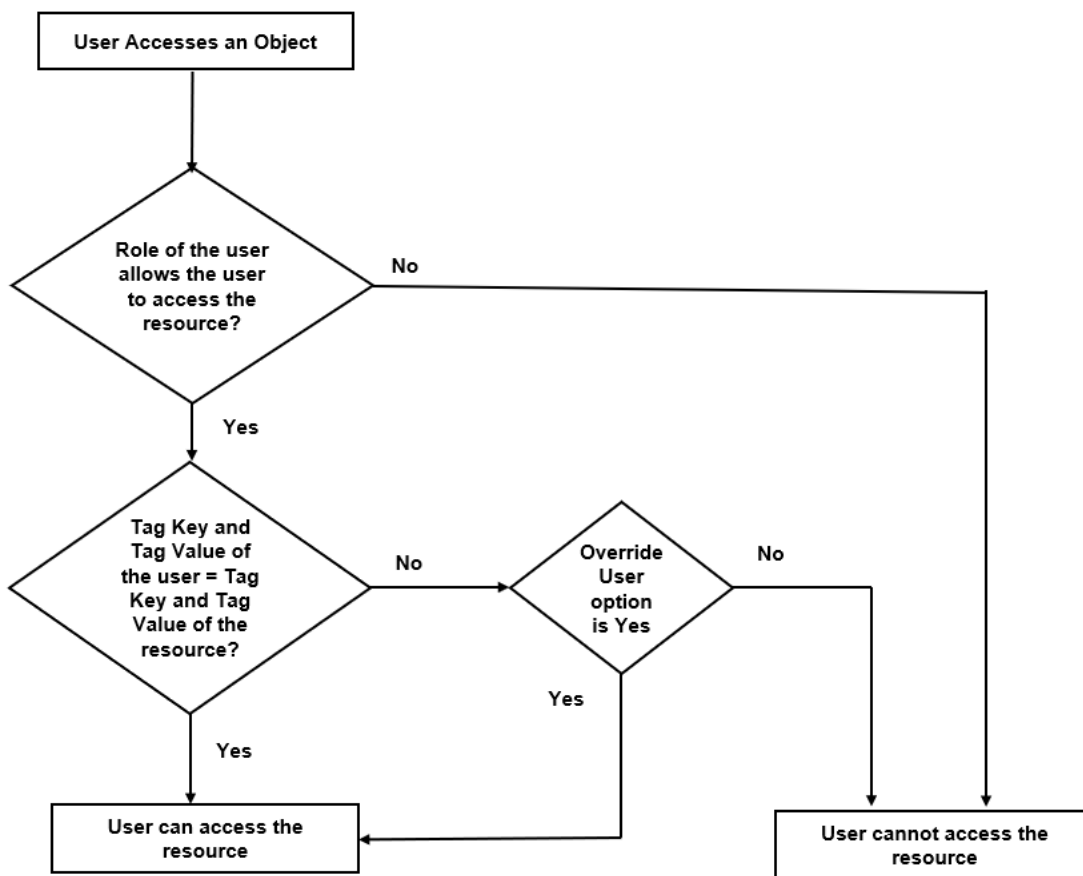 User Accesses an Object
Role of the user
allows the user
to access the
resource?
No
Yes
Tag Key and
Tag Value of
the user = Tag
Key and Tag
Value of the
resource?
No
Override
User
option
is Yes
No
Yes
Yes
User can access the
resource
User cannot access the
resource